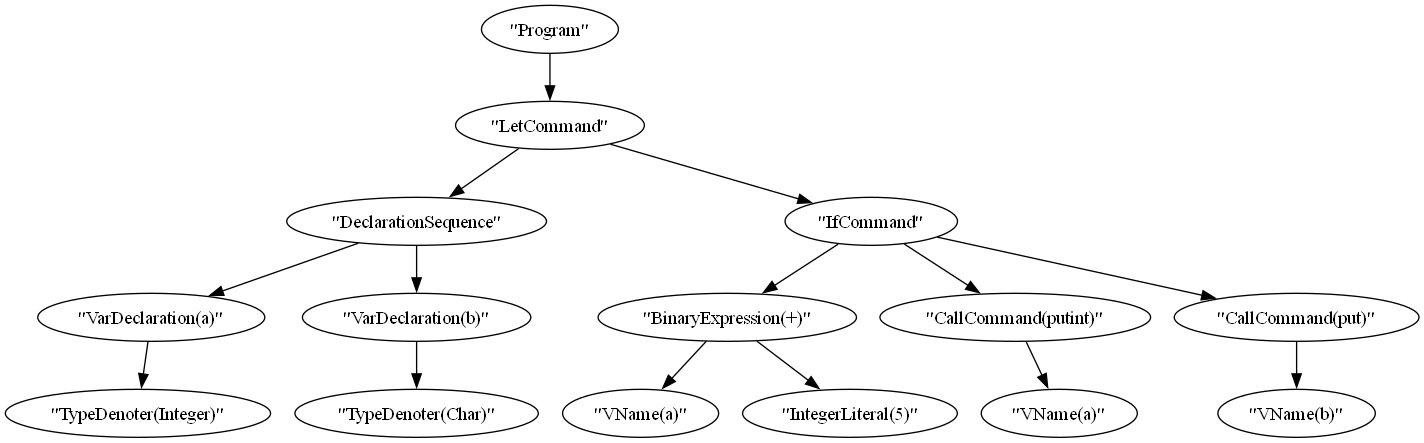 "Program"
"LetCommand"
"DeclarationSequence"
"IfCommand"
"VarDeclaration(a)"
"VarDeclaration(b)"
"BinaryExpression(+)"
"CallCommand(putint)"
"CallCommand(put)"
"TypeDenoter(Integer)"
"TypeDenoter(Char)"
"VName(a)"
"IntegerLiteral(5)"
"VName(a)"
"VName(b)"